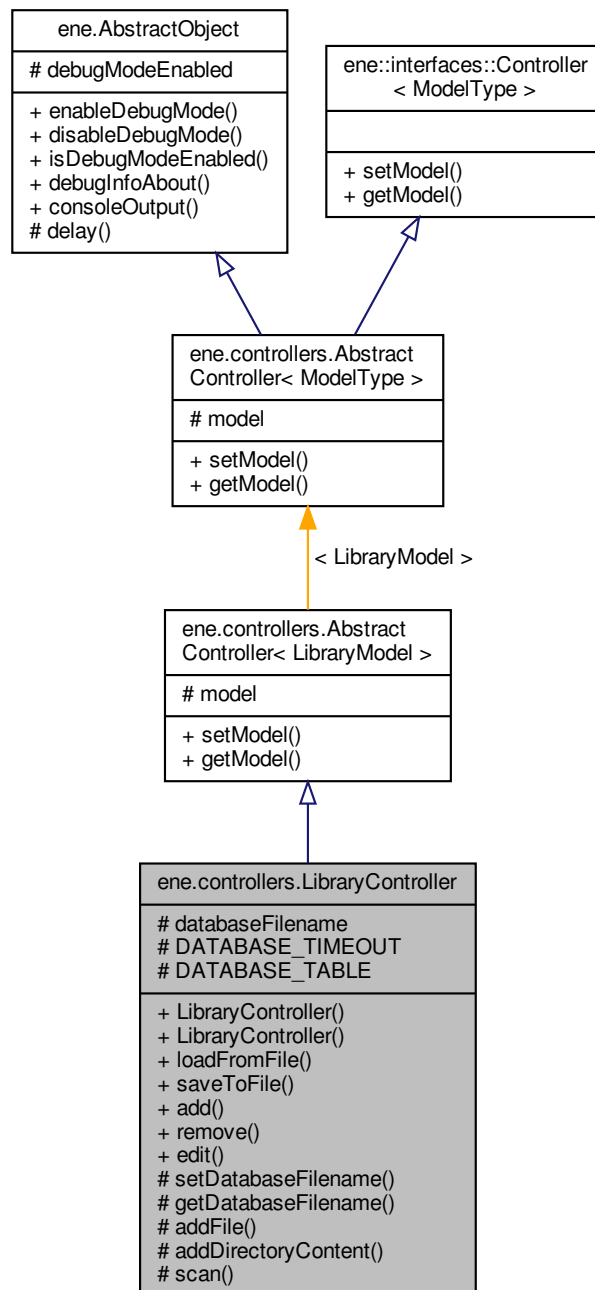 ene.AbstractObject
# debugModeEnabled
+ enableDebugMode()
+ disableDebugMode()
+ isDebugModeEnabled()
+ debugInfoAbout()
+ consoleOutput()
# delay()
ene::interfaces::Controller
< ModelType >
+ setModel()
+ getModel()
ene.controllers.Abstract
Controller< ModelType >
# model
+ setModel()
+ getModel()
< LibraryModel >
ene.controllers.Abstract
Controller< LibraryModel >
# model
+ setModel()
+ getModel()
ene.controllers.LibraryController
# databaseFilename
# DATABASE_TIMEOUT
# DATABASE_TABLE
+ LibraryController()
+ LibraryController()
+ loadFromFile()
+ saveToFile()
+ add()
+ remove()
+ edit()
# setDatabaseFilename()
# getDatabaseFilename()
# addFile()
# addDirectoryContent()
# scan()